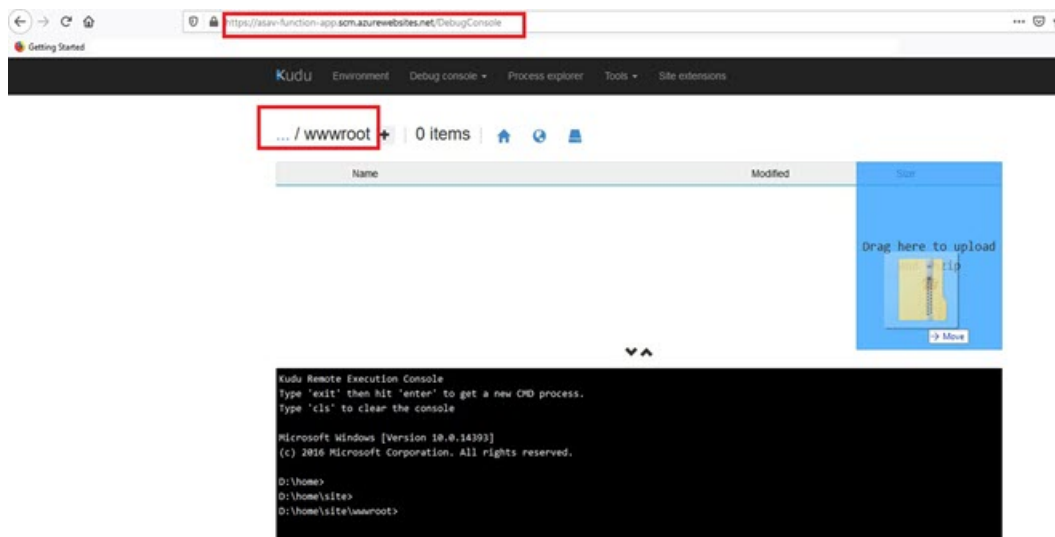 https://asav-function-app.scm.azurewebsites.net/DebugConsole
Getting Started
Kudu Environment Debug console Process explorer Tools Site extensions
... / wwwroot + | 0 items |
Name Modified Size
Drag here to upload
zip
→ Move
Kudu Remote Execution Console
Type 'exit' then hit 'enter' to get a new CMD process.
Type 'cls' to clear the console
Microsoft Windows [Version 10.0.14393]
(c) 2016 Microsoft Corporation. All rights reserved.
D:\home>
D:\home\site>
D:\home\site\wwwroot>